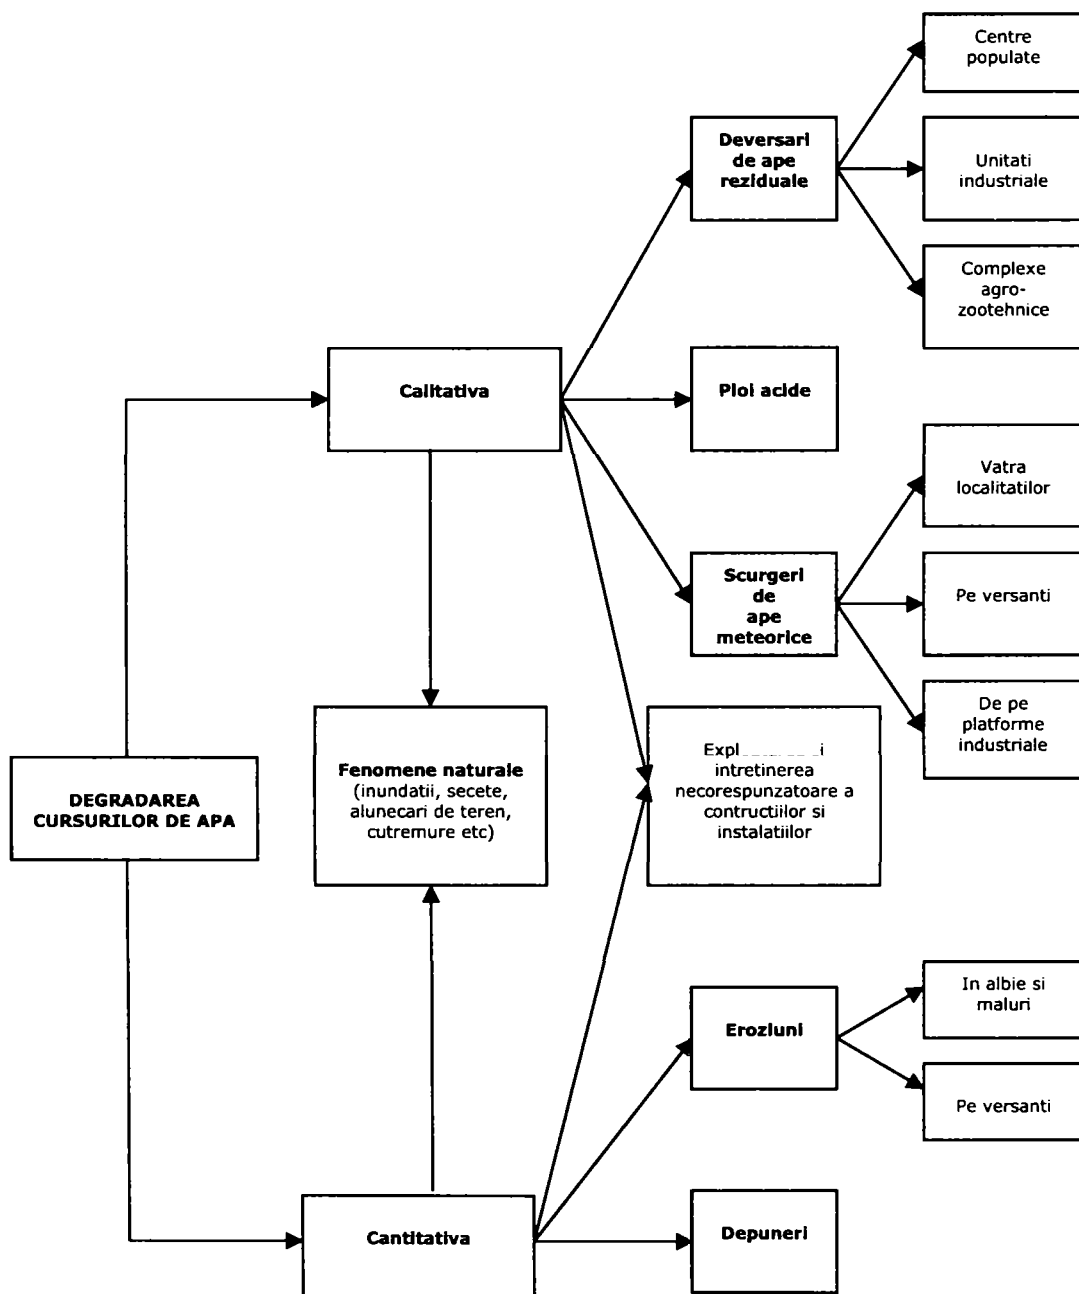 Centre
populate
Deversari
de ape
reziduale
Unitati
industriale
Complexe
agro-
zootehnice
Calitativa
Ploi acide
Vatra
localitatilor
Scurgeri
de
ape
meteorice
Pe versanti
De pe
platforme
industriale
DEGRADAREA
CURSURILOR DE APA
Fenomene naturale
(inundatii, secete,
alunecari de teren,
cutremure etc)
intretinerea
necorespunzatoare a
contructiilor si
instalatiilor
In albie si
maluri
Eroziuni
Pe versanti
Cantitativa
Depuneri